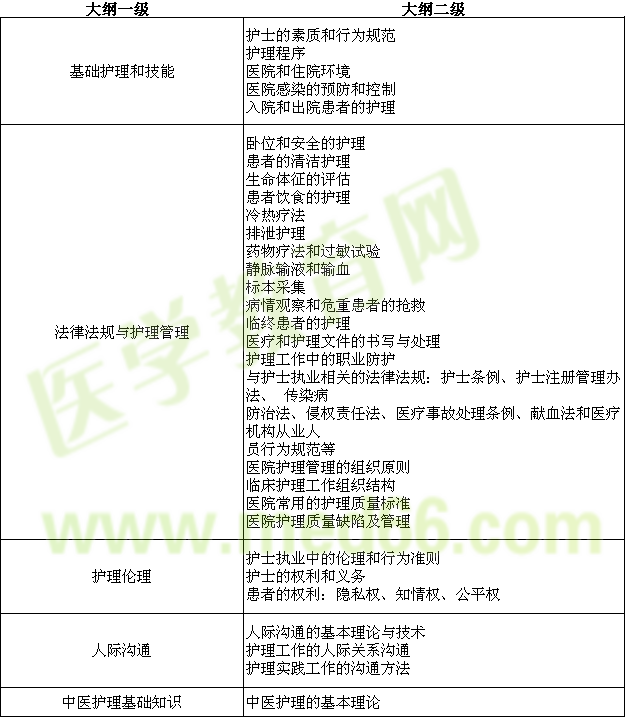 大纲一级 大纲二级
基础护理和技能
护士的素质和行为规范
护理程序
医院和住院环境
医院感染的预防和控制
入院和出院患者的护理
法律法规与护理管理
卧位和安全的护理
患者的清洁护理
生命体征的评估
患者饮食的护理
冷热疗法
排泄护理
药物疗法和过敏试验
静脉输液和输血
标本采集
病情观察和危重患者的抢救
临终患者的护理
医疗和护理文件的书写与处理
护理工作中的职业防护
与护士执业相关的法律法规：护士条例、护士注册管理办
法、 传染病
防治法、侵权责任法、医疗事故处理条例、献血法和医疗
机构从业人
员行为规范等
医院护理管理的组织原则
临床护理工作组织结构
医院常用的护理质量标准
医院护理质量缺陷及管理
护理伦理
护士执业中的伦理和行为准则
护士的权利和义务
患者的权利：隐私权、知情权、公平权
人际沟通
人际沟通的基本理论与技术
护理工作的人际关系沟通
护理实践工作的沟通方法
中医护理基础知识
中医护理的基本理论
医学教育网
www.med66.com